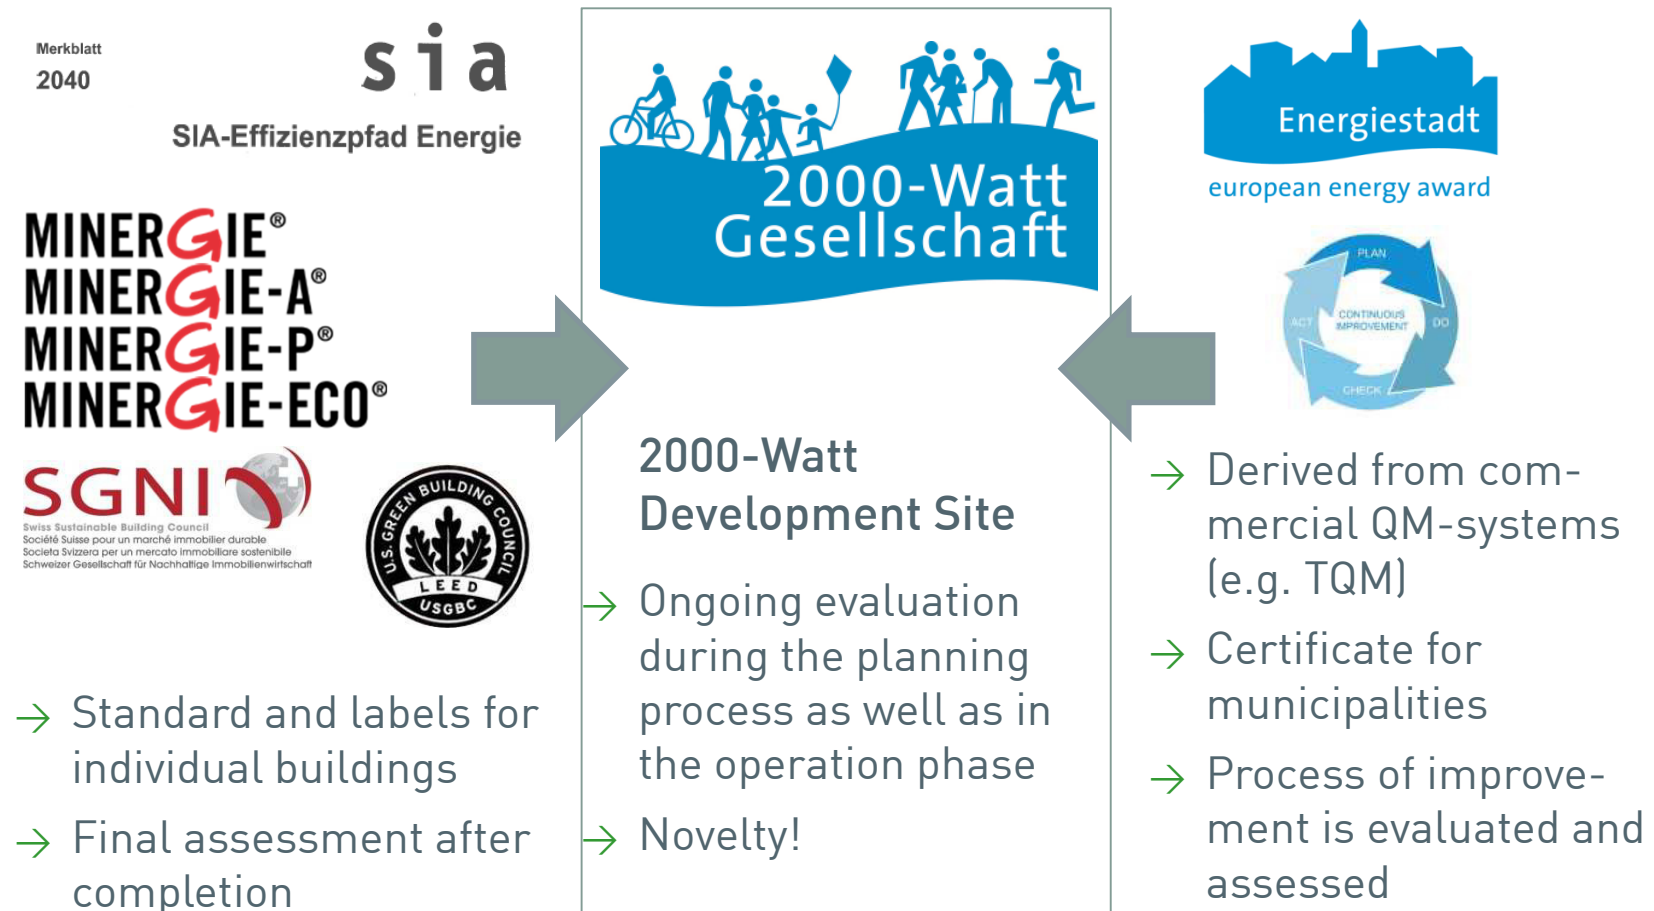 Merkblatt
2040
sia
SIA-Effizienzpfad Energie
MINERGIE®
MINERGIE-A®
MINERGIE-P®
MINERGIE-ECO®
SGNI
Swiss Sustainable Building Council
Société Suisse pour un marché immobilier durable
Societa Svizzera per un mercato immobiliare sostenibile
Schweizer Gesellschaft für Nachhaltige Immobilienwirtschaft
U.S. GREEN BUILDING COUNCIL
LEED
USGBC
→ Standard and labels for
individual buildings
→ Final assessment after
completion
2000-Watt
Gesellschaft
2000-Watt
Development Site
→ Ongoing evaluation
during the planning
process as well as in
the operation phase
→ Novelty!
Energiestadt
european energy award
PLAN
DO
CHECK
ACT
CONTINUOUS
IMPROVEMENT
→ Derived from com-
mercial QM-systems
(e.g. TQM)
→ Certificate for
municipalities
→ Process of improve-
ment is evaluated and
assessed